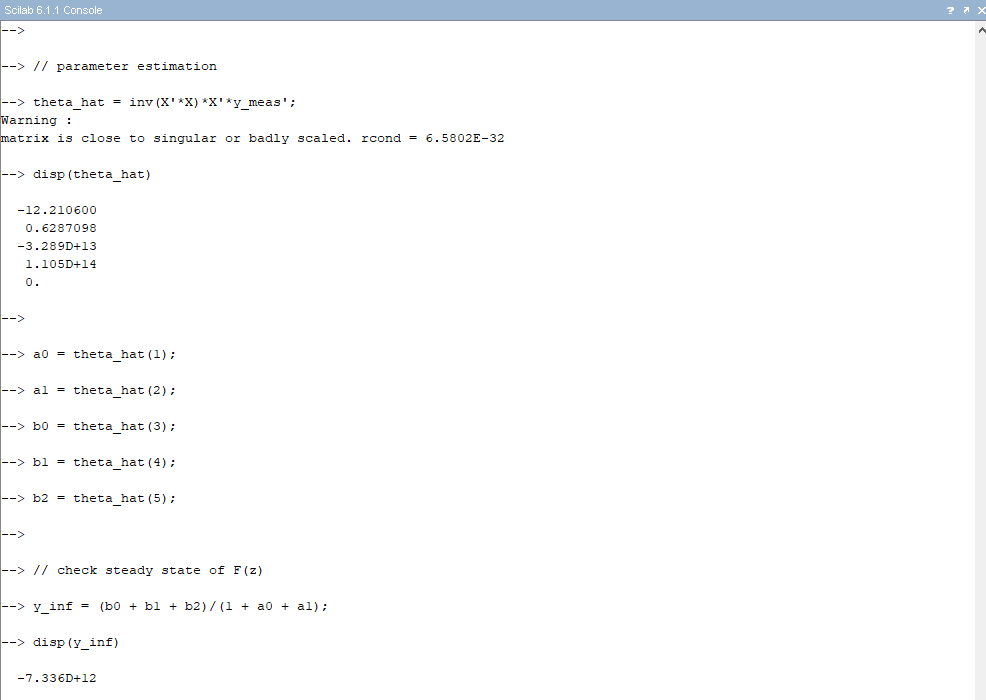 Scilab 6.1.1 Console
-->
--> // parameter estimation
--> theta_hat = inv(X'*X)*X'*y_meas';
Warning :
matrix is close to singular or badly scaled. rcond = 6.5802E-32
--> disp(theta_hat)
-12.210600
0.6287098
-3.289D+13
1.105D+14
0.
-->
--> a0 = theta_hat(1);
--> a1 = theta_hat(2);
--> b0 = theta_hat(3);
--> b1 = theta_hat(4);
--> b2 = theta_hat(5);
-->
--> // check steady state of F(z)
--> y_inf = (b0 + b1 + b2)/(1 + a0 + a1);
--> disp(y_inf)
-7.336D+12